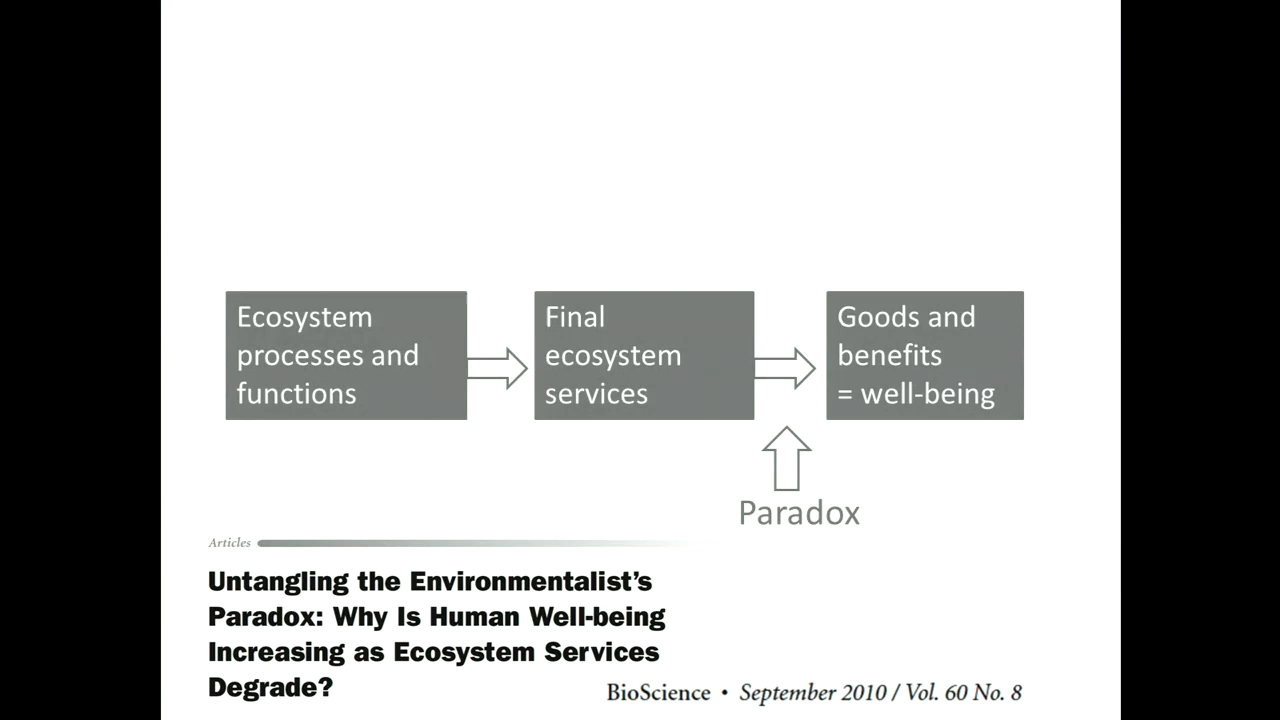 Ecosystem
processes and
functions
Final
ecosystem
services
Goods and
benefits
= well-being
Paradox
Articles
Untangling the Environmentalist’s
Paradox: Why Is Human Well-being
Increasing as Ecosystem Services
Degrade?
BioScience • September 2010 / Vol. 60 No. 8